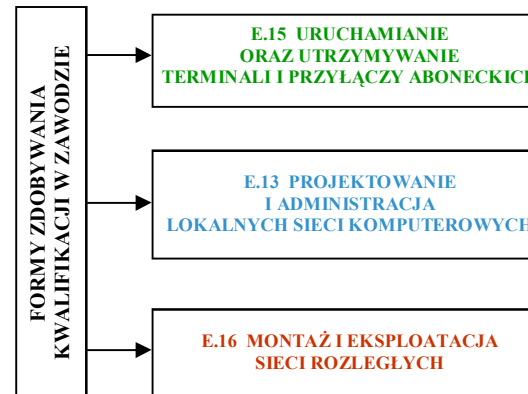 FORMY ZDOBYWANIA
KWALIFIKACJI W ZAWODZIE
E.15 URUCHAMIANIE
ORAZ UTRZYMYWANIE
TERMINALI I PRZYŁĄCZY ABONECKICH
E.13 PROJEKTOWANIE
I ADMINISTRACJA
LOKALNYCH SIECI KOMPUTEROWYCH
E.16 MONTAŻ I EKSPLOATACJA
SIECI ROZLEGŁYCH